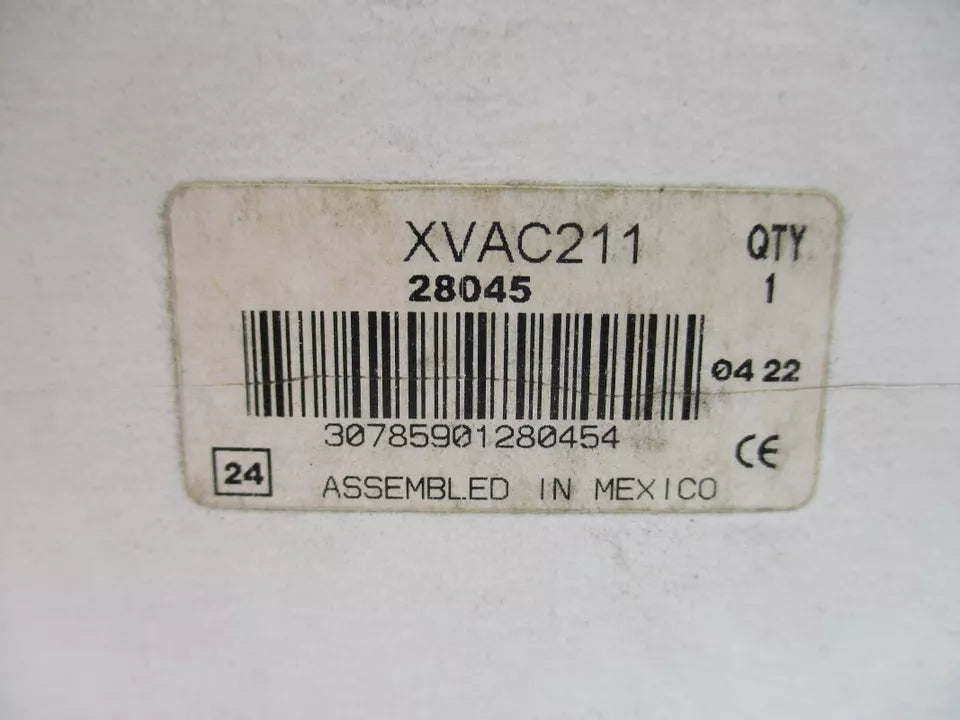 XVAC211 QTY
28045 1
0422
30785901280454
CE
24 ASSEMBLED IN MEXICO